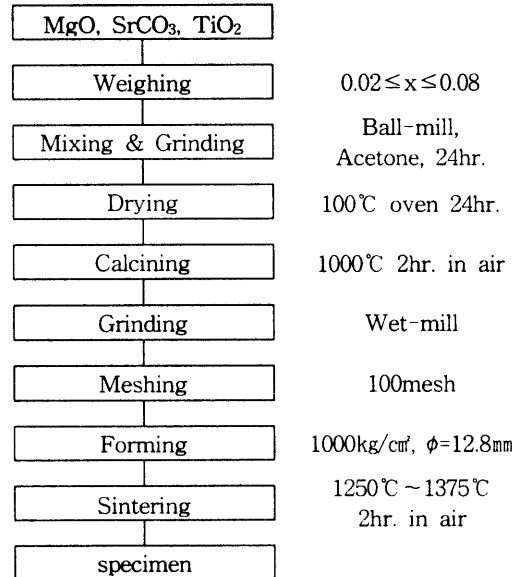 MgO, SrCO₃, TiO₂
Weighing
0.02≤x≤0.08
Mixing & Grinding
Ball-mill,
Acetone, 24hr.
Drying
100℃ oven 24hr.
Calcining
1000℃ 2hr. in air
Grinding
Wet-mill
Meshing
100mesh
Forming
1000kg/㎠, ϕ=12.8㎜
Sintering
1250℃~1375℃
2hr. in air
specimen